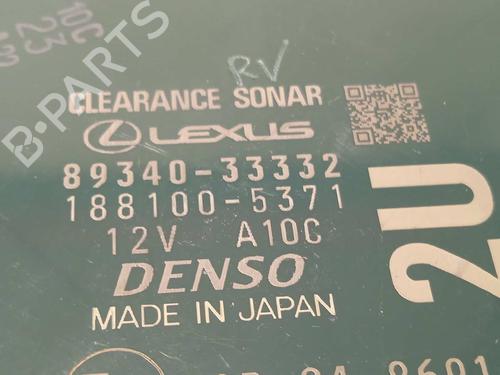 RV
CLEARANCE SONAR
LEXUS
89340-33332
188100-5371
12V A10C
DENSO
MADE IN JAPAN
2U
B-PARTS